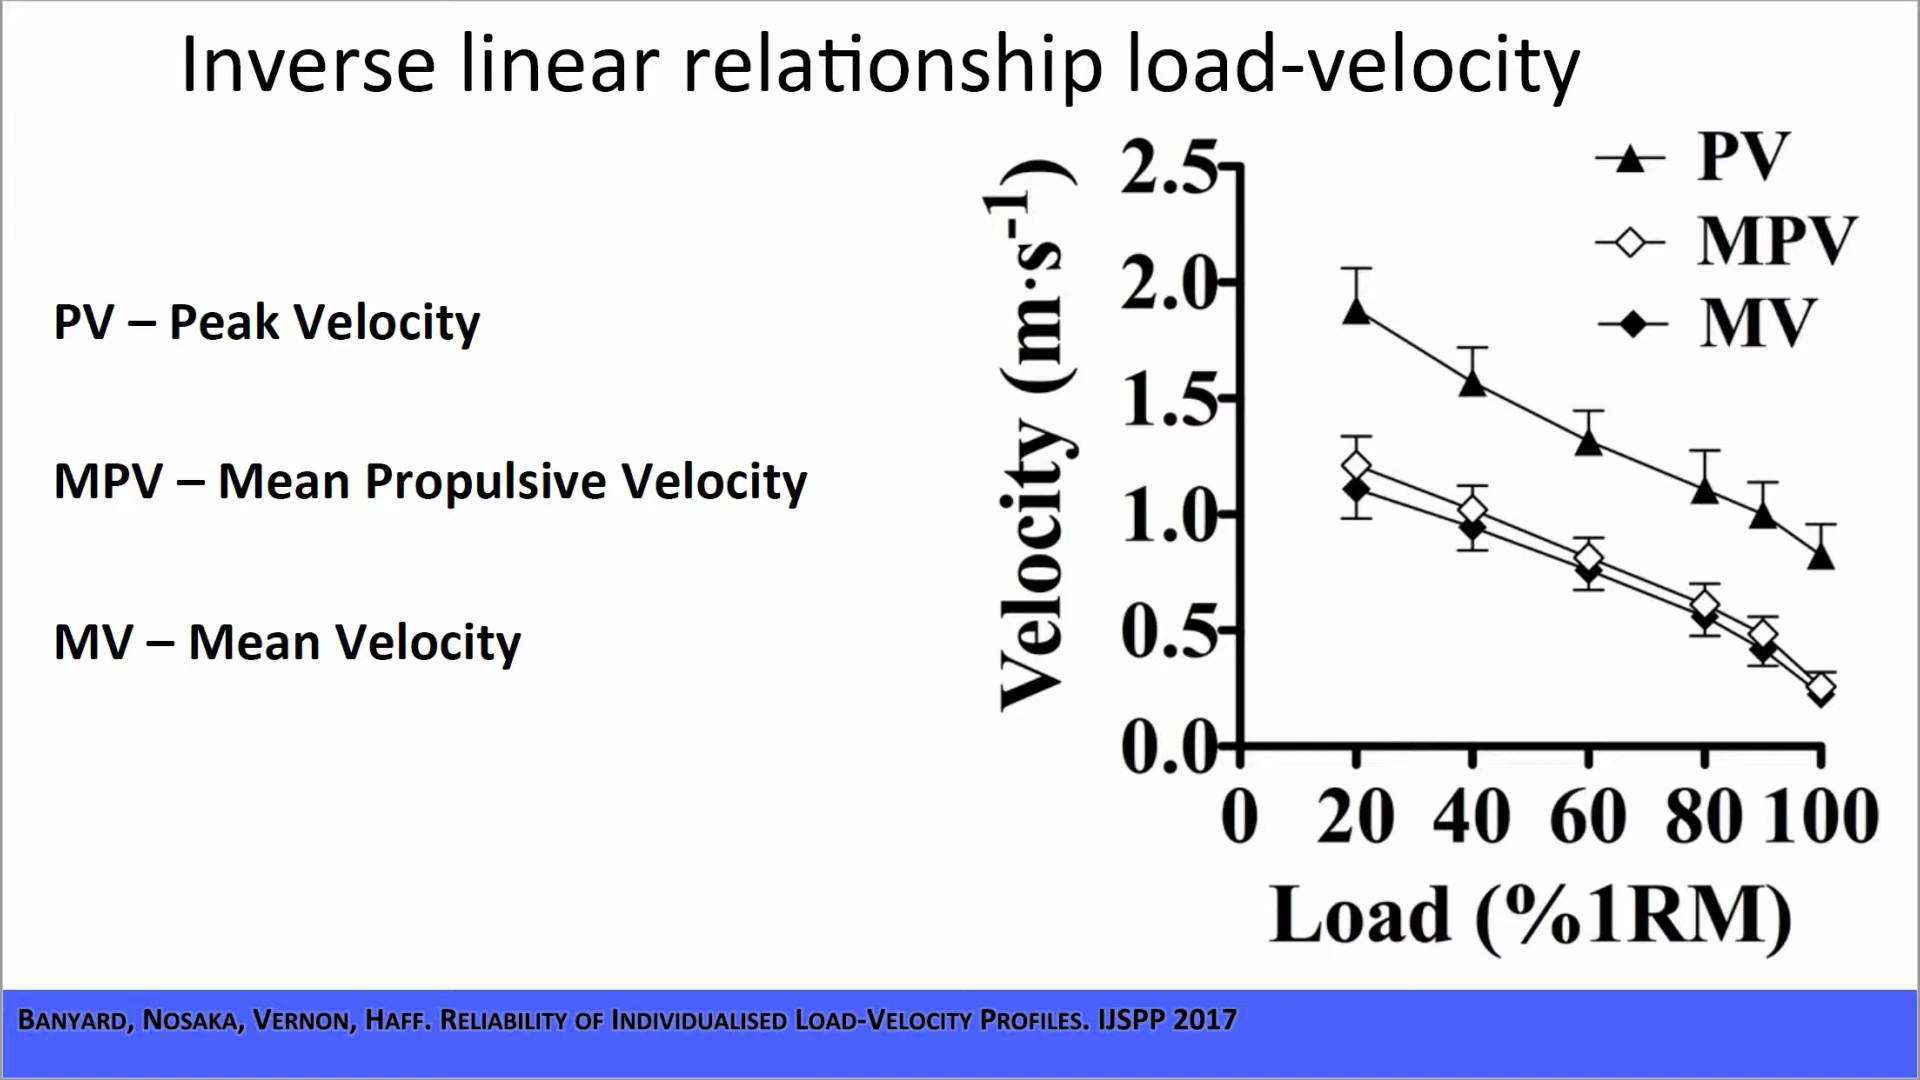 Inverse linear relationship load-velocity
PV – Peak Velocity
MPV – Mean Propulsive Velocity
MV – Mean Velocity
Velocity (m·s⁻¹)
2.5
2.0
1.5
1.0
0.5
0.0
PV
MPV
MV
0 20 40 60 80 100
Load (%1RM)
BANYARD, NOSAKA, VERNON, HAFF. RELIABILITY OF INDIVIDUALISED LOAD-VELOCITY PROFILES. IJSPP 2017